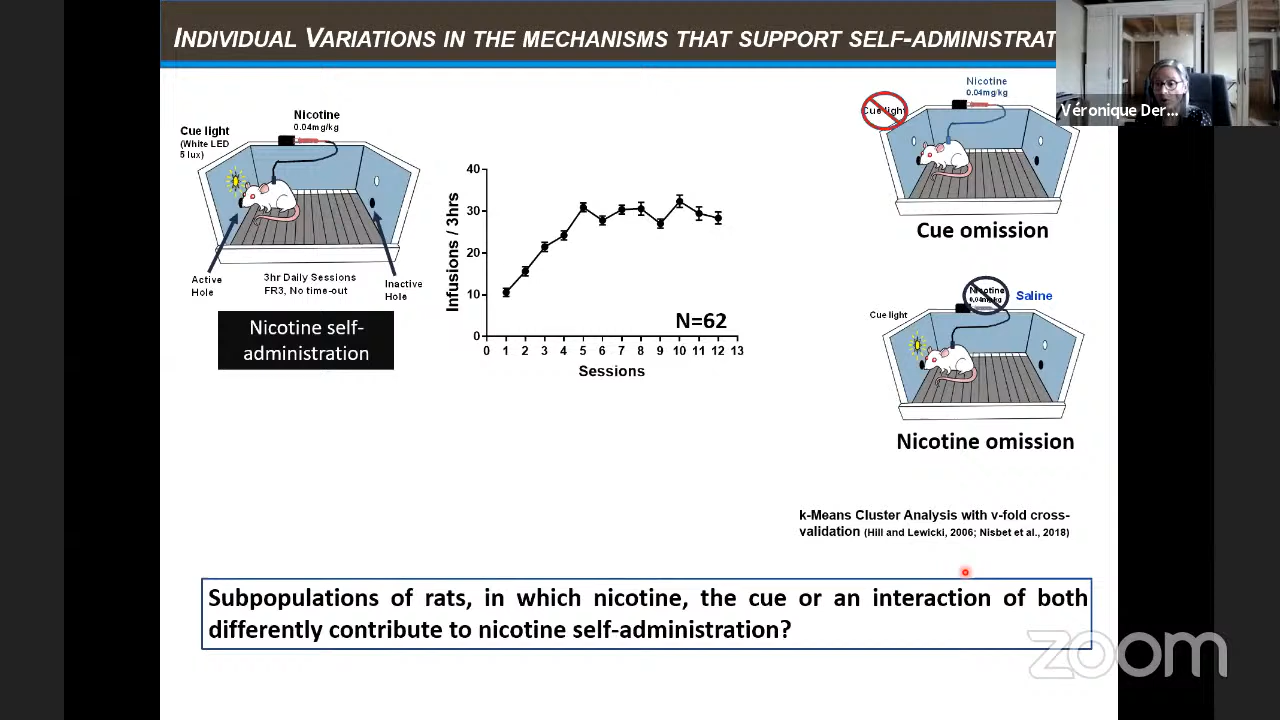 INDIVIDUAL VARIATIONS IN THE MECHANISMS THAT SUPPORT SELF-ADMINISTRAT
Véronique Der...
Nicotine
0.04mg/kg
Cue light
(White LED
5 lux)
Active
Hole
3hr Daily Sessions
FR3, No time-out
Inactive
Hole
Nicotine self-
administration
Infusions / 3hrs
40
30
20
10
0
N=62
0 1 2 3 4 5 6 7 8 9 10 11 12 13
Sessions
Nicotine
0.04mg/kg
Cue light
Cue omission
Nicotine
0.04mg/kg
Saline
Cue light
Nicotine omission
k-Means Cluster Analysis with v-fold cross-
validation (Hill and Lewicki, 2006; Nisbet et al., 2018)
Subpopulations of rats, in which nicotine, the cue or an interaction of both
differently contribute to nicotine self-administration?
zoom